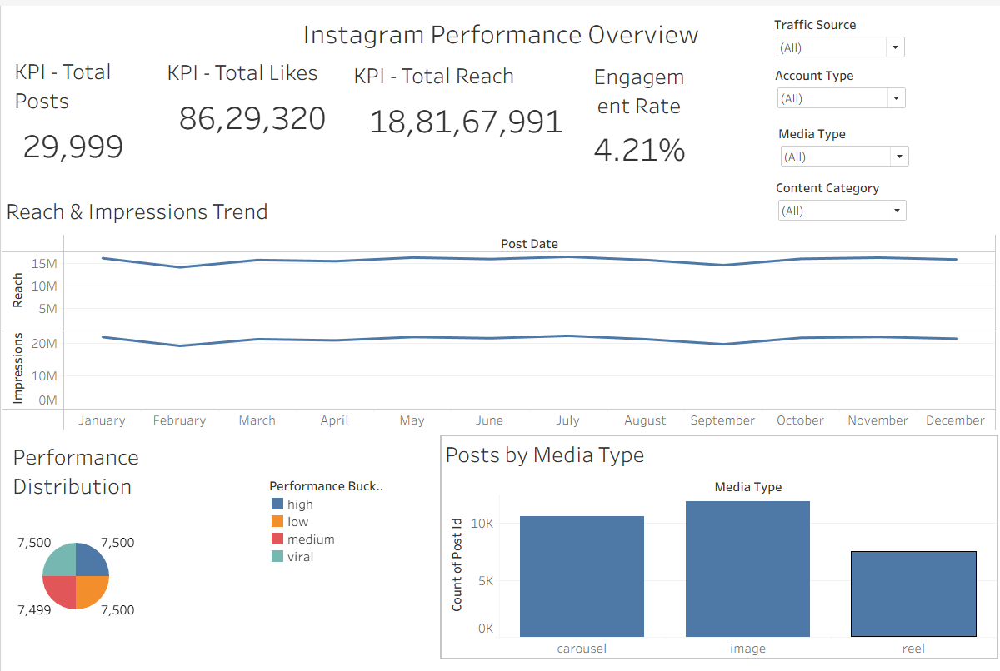 Instagram Performance Overview
KPI - Total
Posts
29,999
KPI - Total Likes
86,29,320
KPI - Total Reach
18,81,67,991
Engagem
ent Rate
4.21%
Traffic Source
(All)
Account Type
(All)
Media Type
(All)
Content Category
(All)
Reach & Impressions Trend
Post Date
Reach
15M
10M
5M
Impressions
20M
10M
0M
January February March April May June July August September October November December
Performance
Distribution
7,500 7,500
7,499 7,500
Performance Buck..
high
low
medium
viral
Posts by Media Type
Media Type
Count of Post Id
10K
5K
0K
carousel image reel